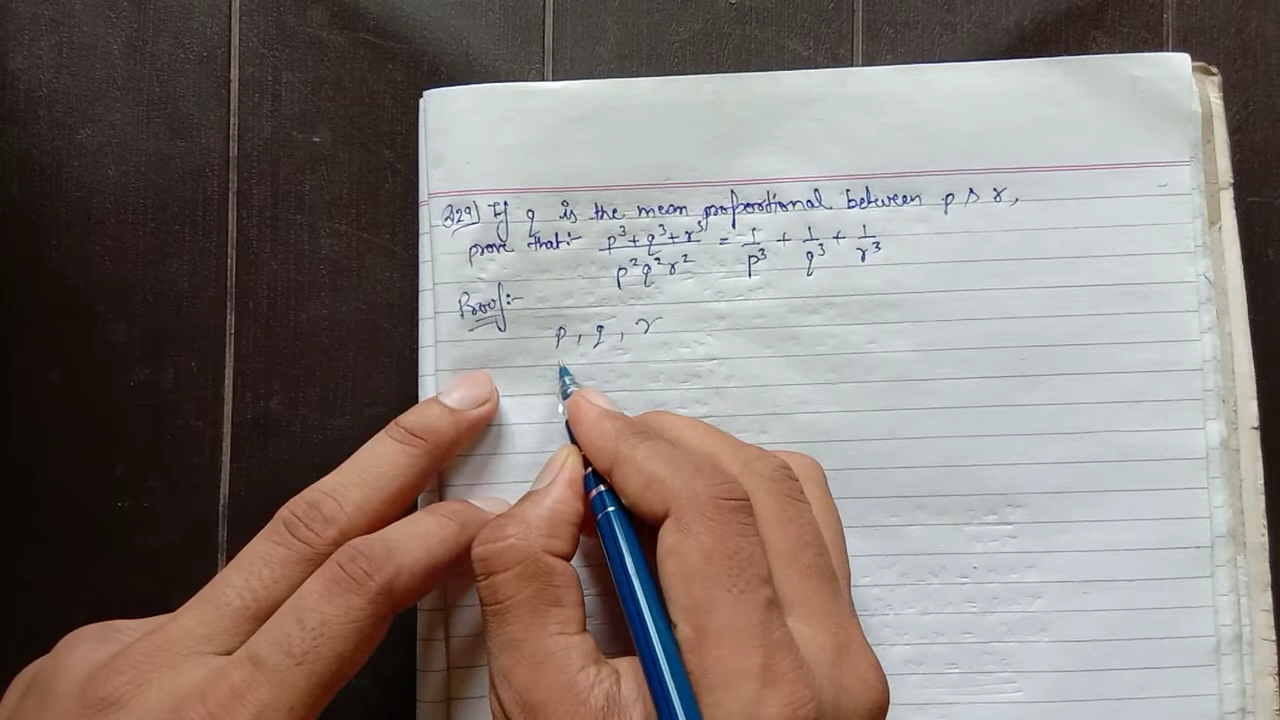 Q29) If q is the mean proportional between p & r,
prove that:- p³+q³+r³/p²q²r² = 1/p³ + 1/q³ + 1/r³
Proof:-
p, q, r